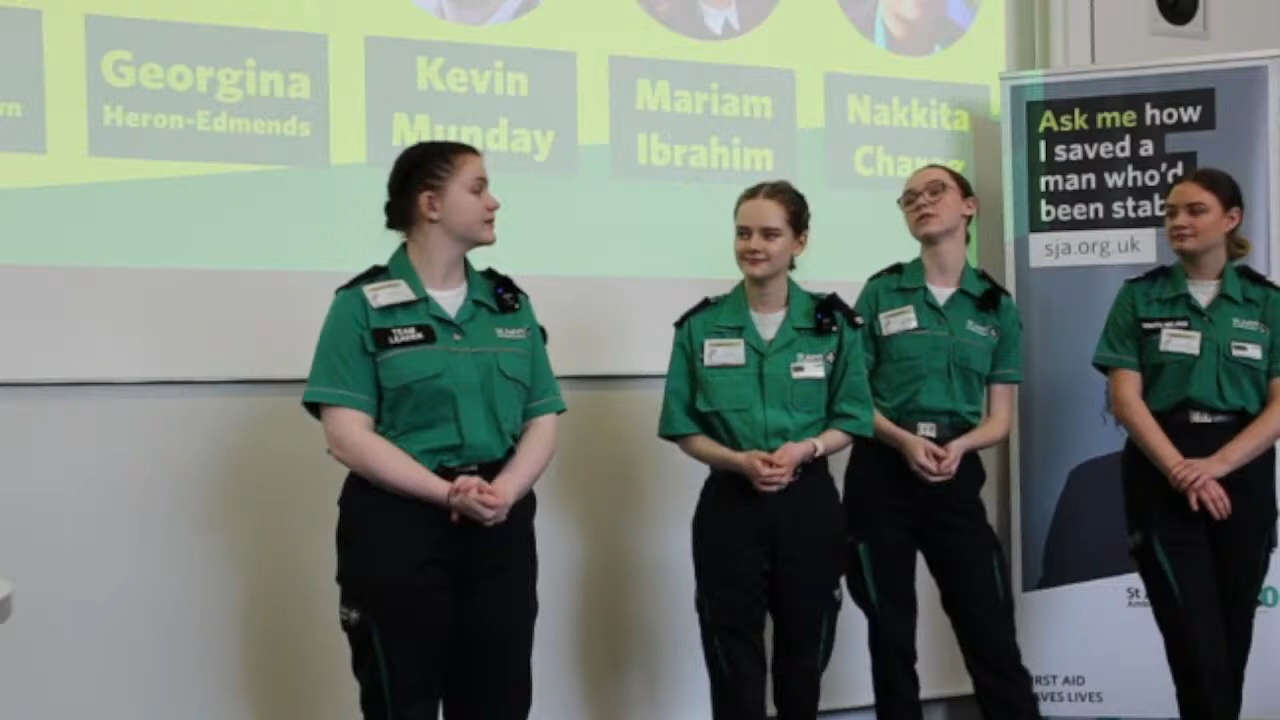 Georgina
Heron-Edmends
Kevin
Munday
Mariam
Ibrahim
Nakkita
Ask me how
I saved a
man who'd
been stab
sja.org.uk
TEAM
LEADER
St
RST AID
AVES LIVES